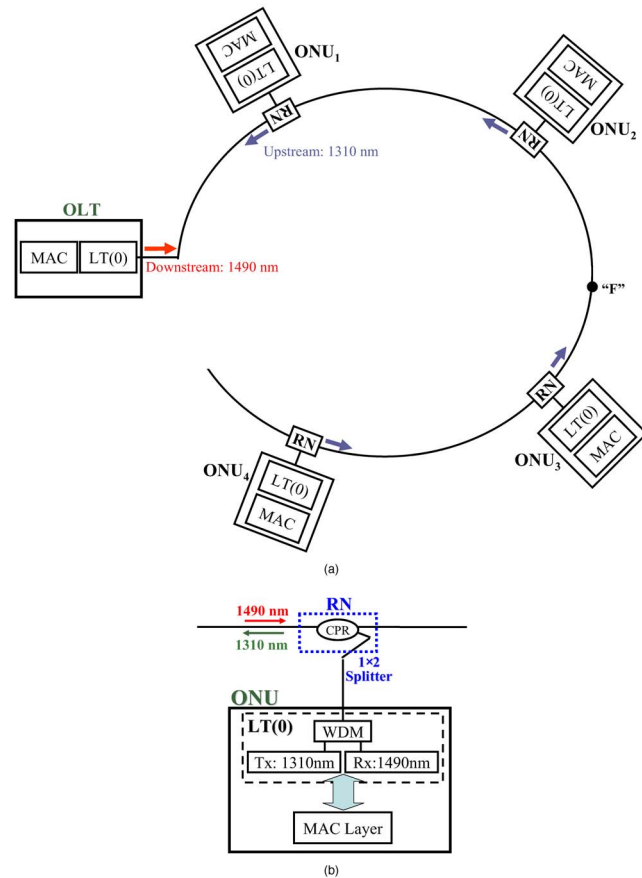 MAC
LT(0)
ONU1
RN
Upstream: 1310 nm
MAC
LT(0)
ONU2
RN
OLT
MAC
LT(0)
Downstream: 1490 nm
“F”
RN
LT(0)
MAC
ONU3
RN
ONU4
LT(0)
MAC
(a)
RN
1490 nm
1310 nm
CPR
1×2
Splitter
ONU
LT(0)
WDM
Tx: 1310nm
Rx:1490nm
MAC Layer
(b)